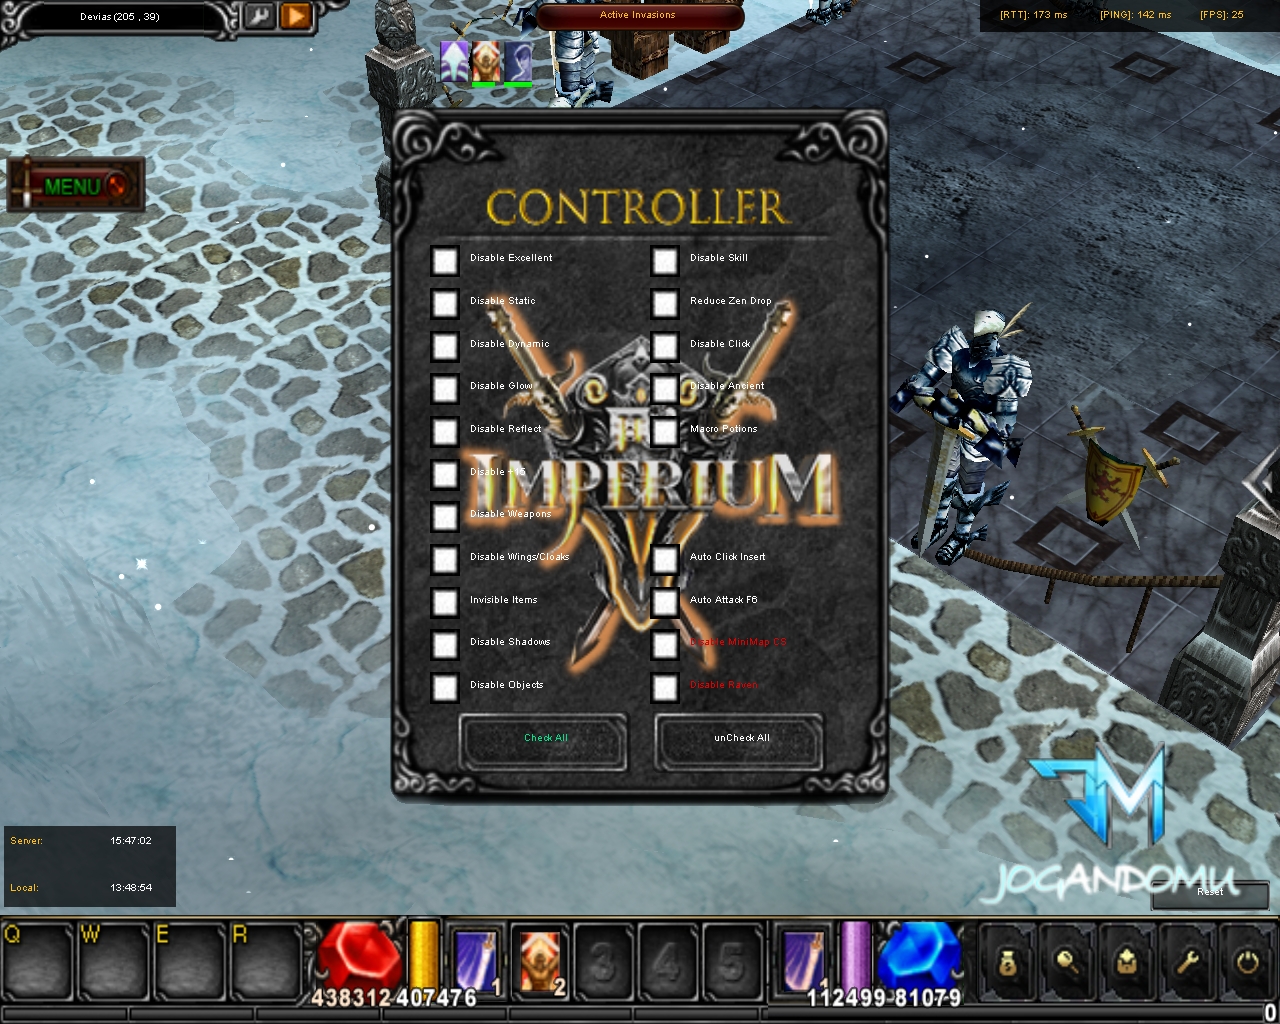 Devias (205 , 39)
Active Invasions
[RTT]: 173 ms [PING]: 142 ms [FPS]: 25
MENU
CONTROLLER
Disable Excellent Disable Skill
Disable Static Reduce Zen Drop
Disable Dynamic Disable Click
Disable Glow Disable Ancient
Disable Reflect Macro Potions
Disable +15
IMPERIUM
Disable Weapons
Disable Wings/Cloaks Auto Click Insert
Invisible Items Auto Attack F6
Disable Shadows Disable MiniMap CS
Disable Objects Disable Raven
Check All unCheck All
Server: 15:47:02
Local: 13:48:54
JM
JOGANDOMU
Reset
Q W E R
1 2 3 4 5 1
438312 407476 112499 81079
0